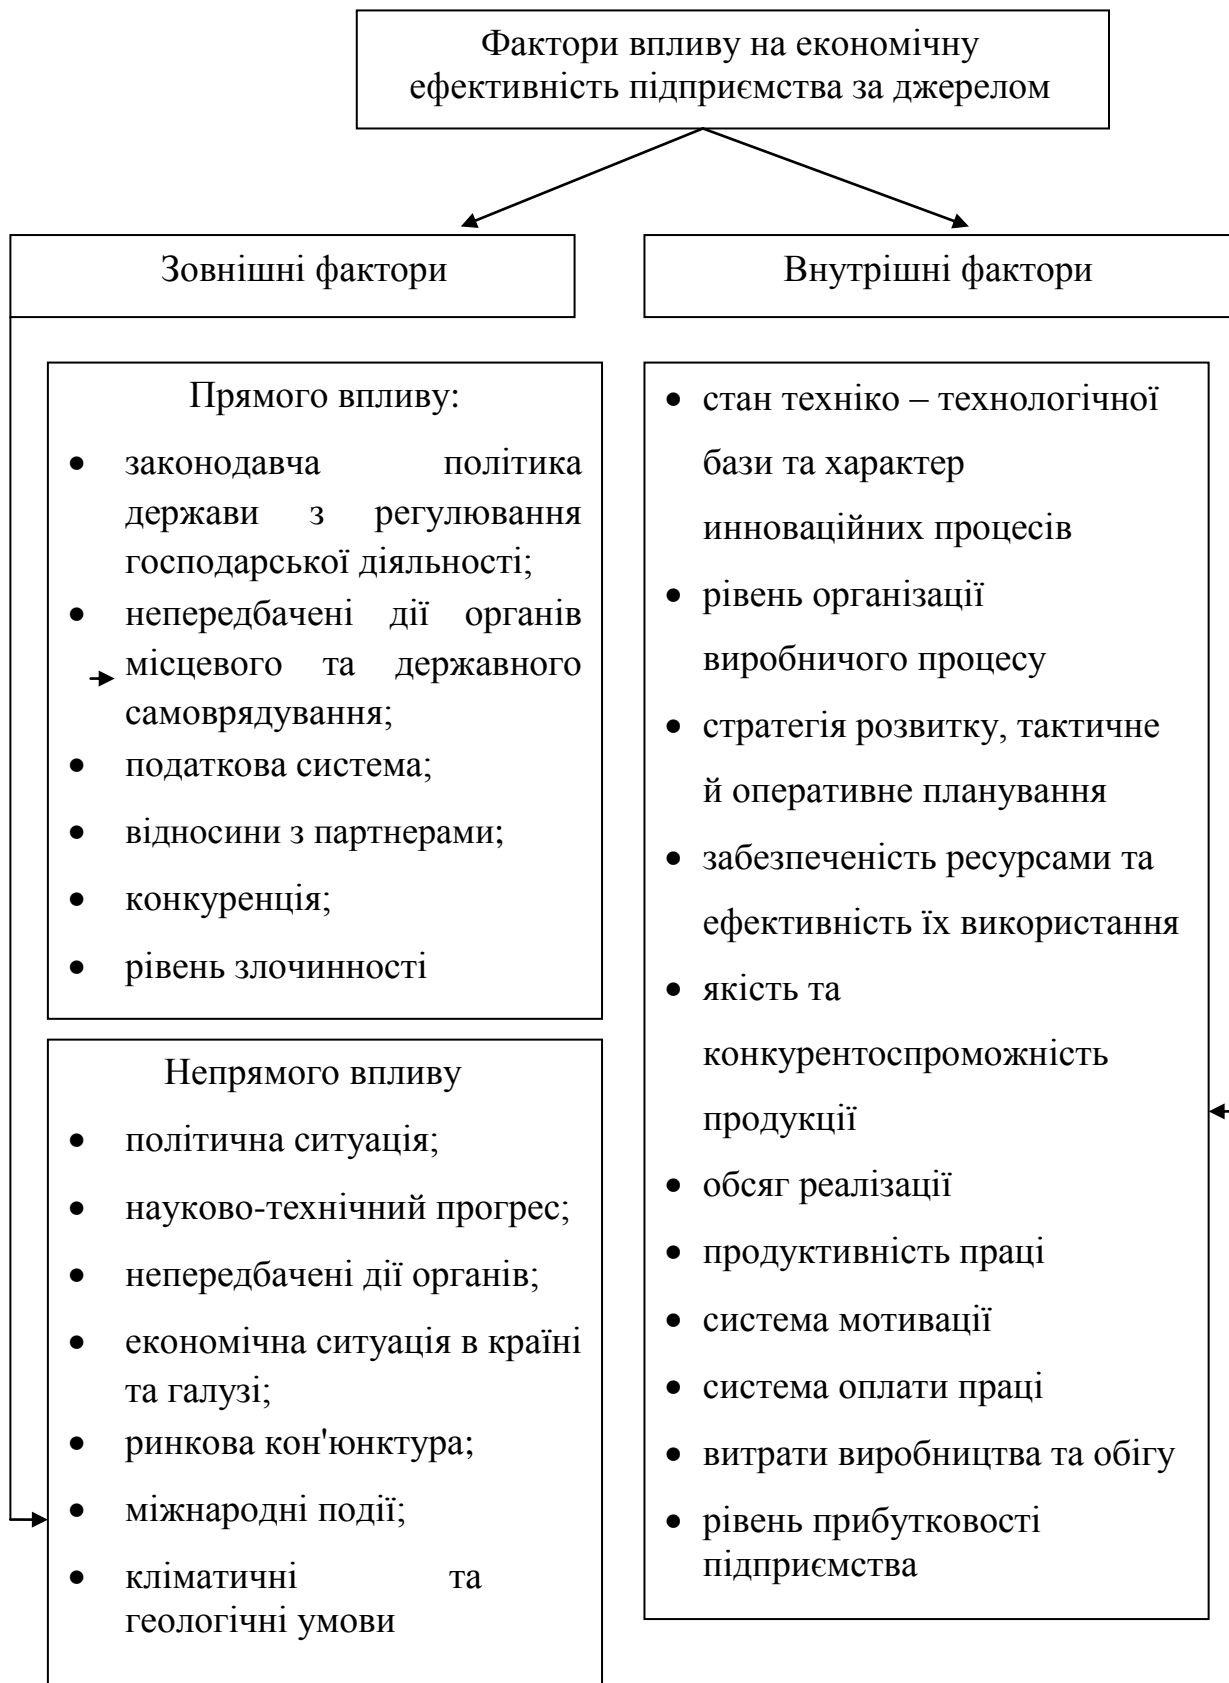 Фактори впливу на економічну
ефективність підприємства за джерелом
Зовнішні фактори
Прямого впливу:
• законодавча політика
держави з регулювання
господарської діяльності;
• непередбачені дії органів
місцевого та державного
самоврядування;
• податкова система;
• відносини з партнерами;
• конкуренція;
• рівень злочинності
Непрямого впливу
• політична ситуація;
• науково-технічний прогрес;
• непередбачені дії органів;
• економічна ситуація в країні
та галузі;
• ринкова кон'юнктура;
• міжнародні події;
• кліматичні та
геологічні умови
Внутрішні фактори
• стан техніко – технологічної
бази та характер
инноваційних процесів
• рівень організації
виробничого процесу
• стратегія розвитку, тактичне
й оперативне планування
• забезпеченість ресурсами та
ефективність їх використання
• якість та
конкурентоспроможність
продукції
• обсяг реалізації
• продуктивність праці
• система мотивації
• система оплати праці
• витрати виробництва та обігу
• рівень прибутковості
підприємства